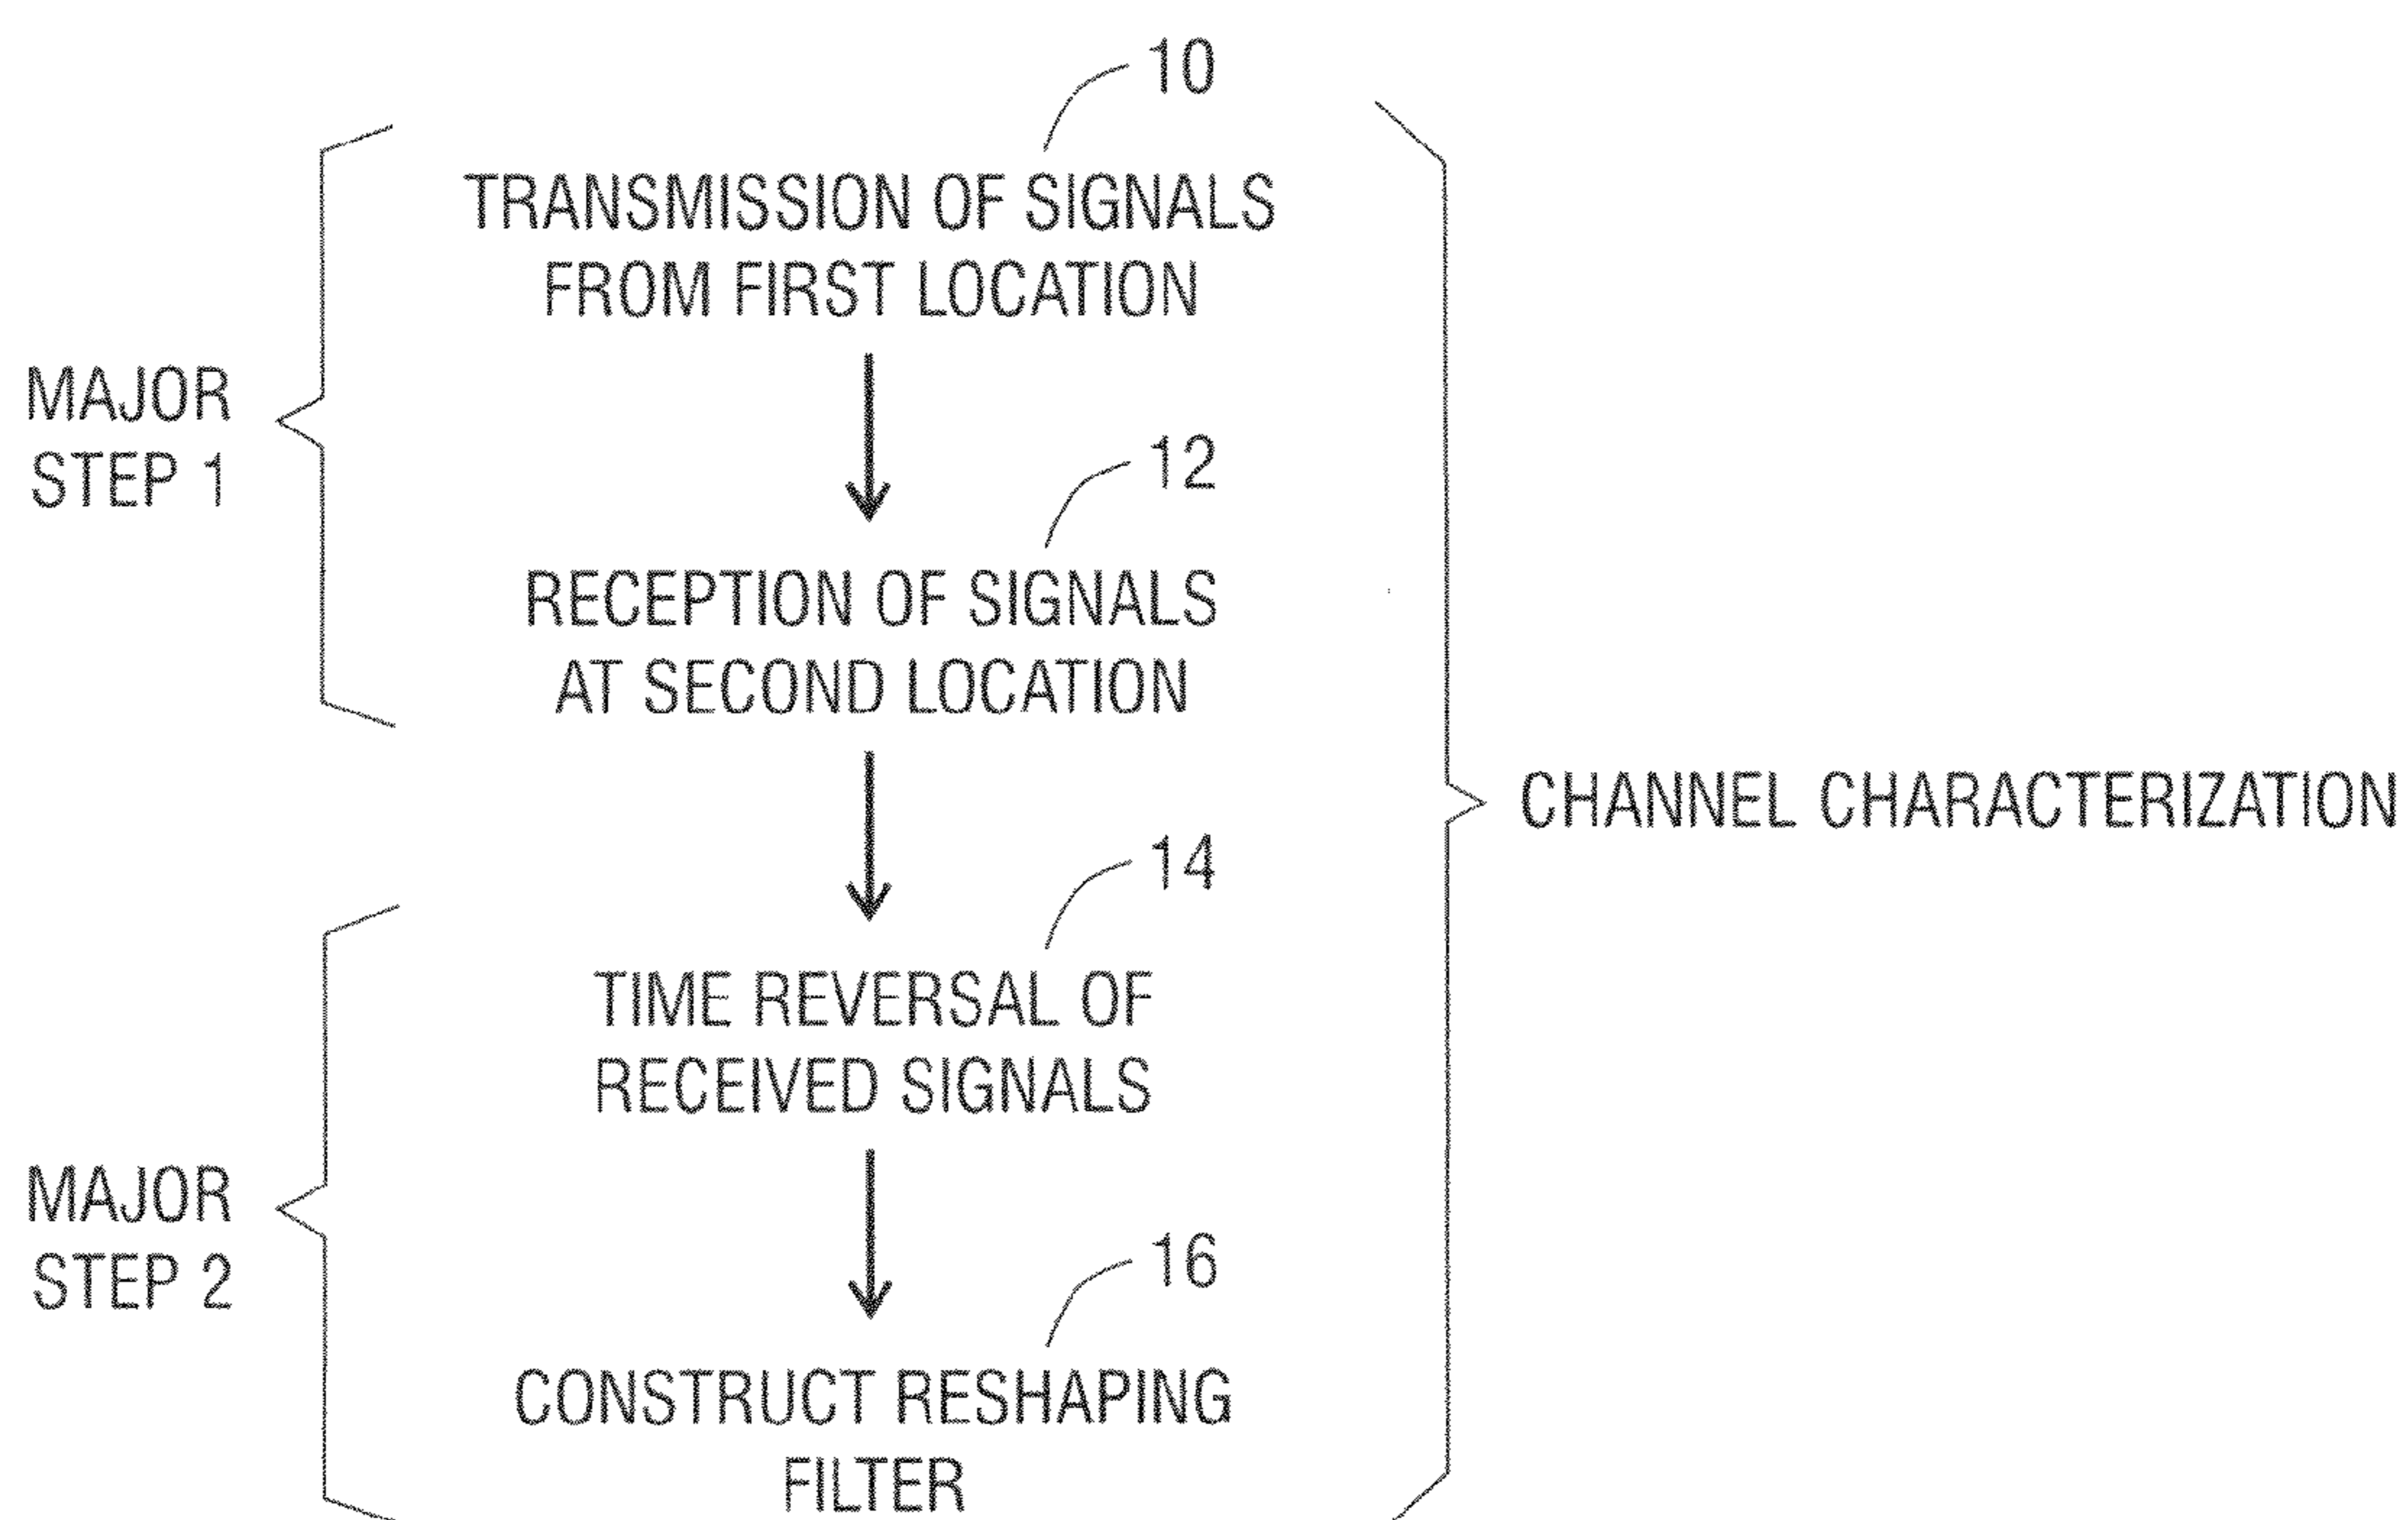 10
TRANSMISSION OF SIGNALS
FROM FIRST LOCATION
MAJOR
STEP 1
12
RECEPTION OF SIGNALS
AT SECOND LOCATION
CHANNEL CHARACTERIZATION
14
TIME REVERSAL OF
RECEIVED SIGNALS
MAJOR
STEP 2
16
CONSTRUCT RESHAPING
FILTER